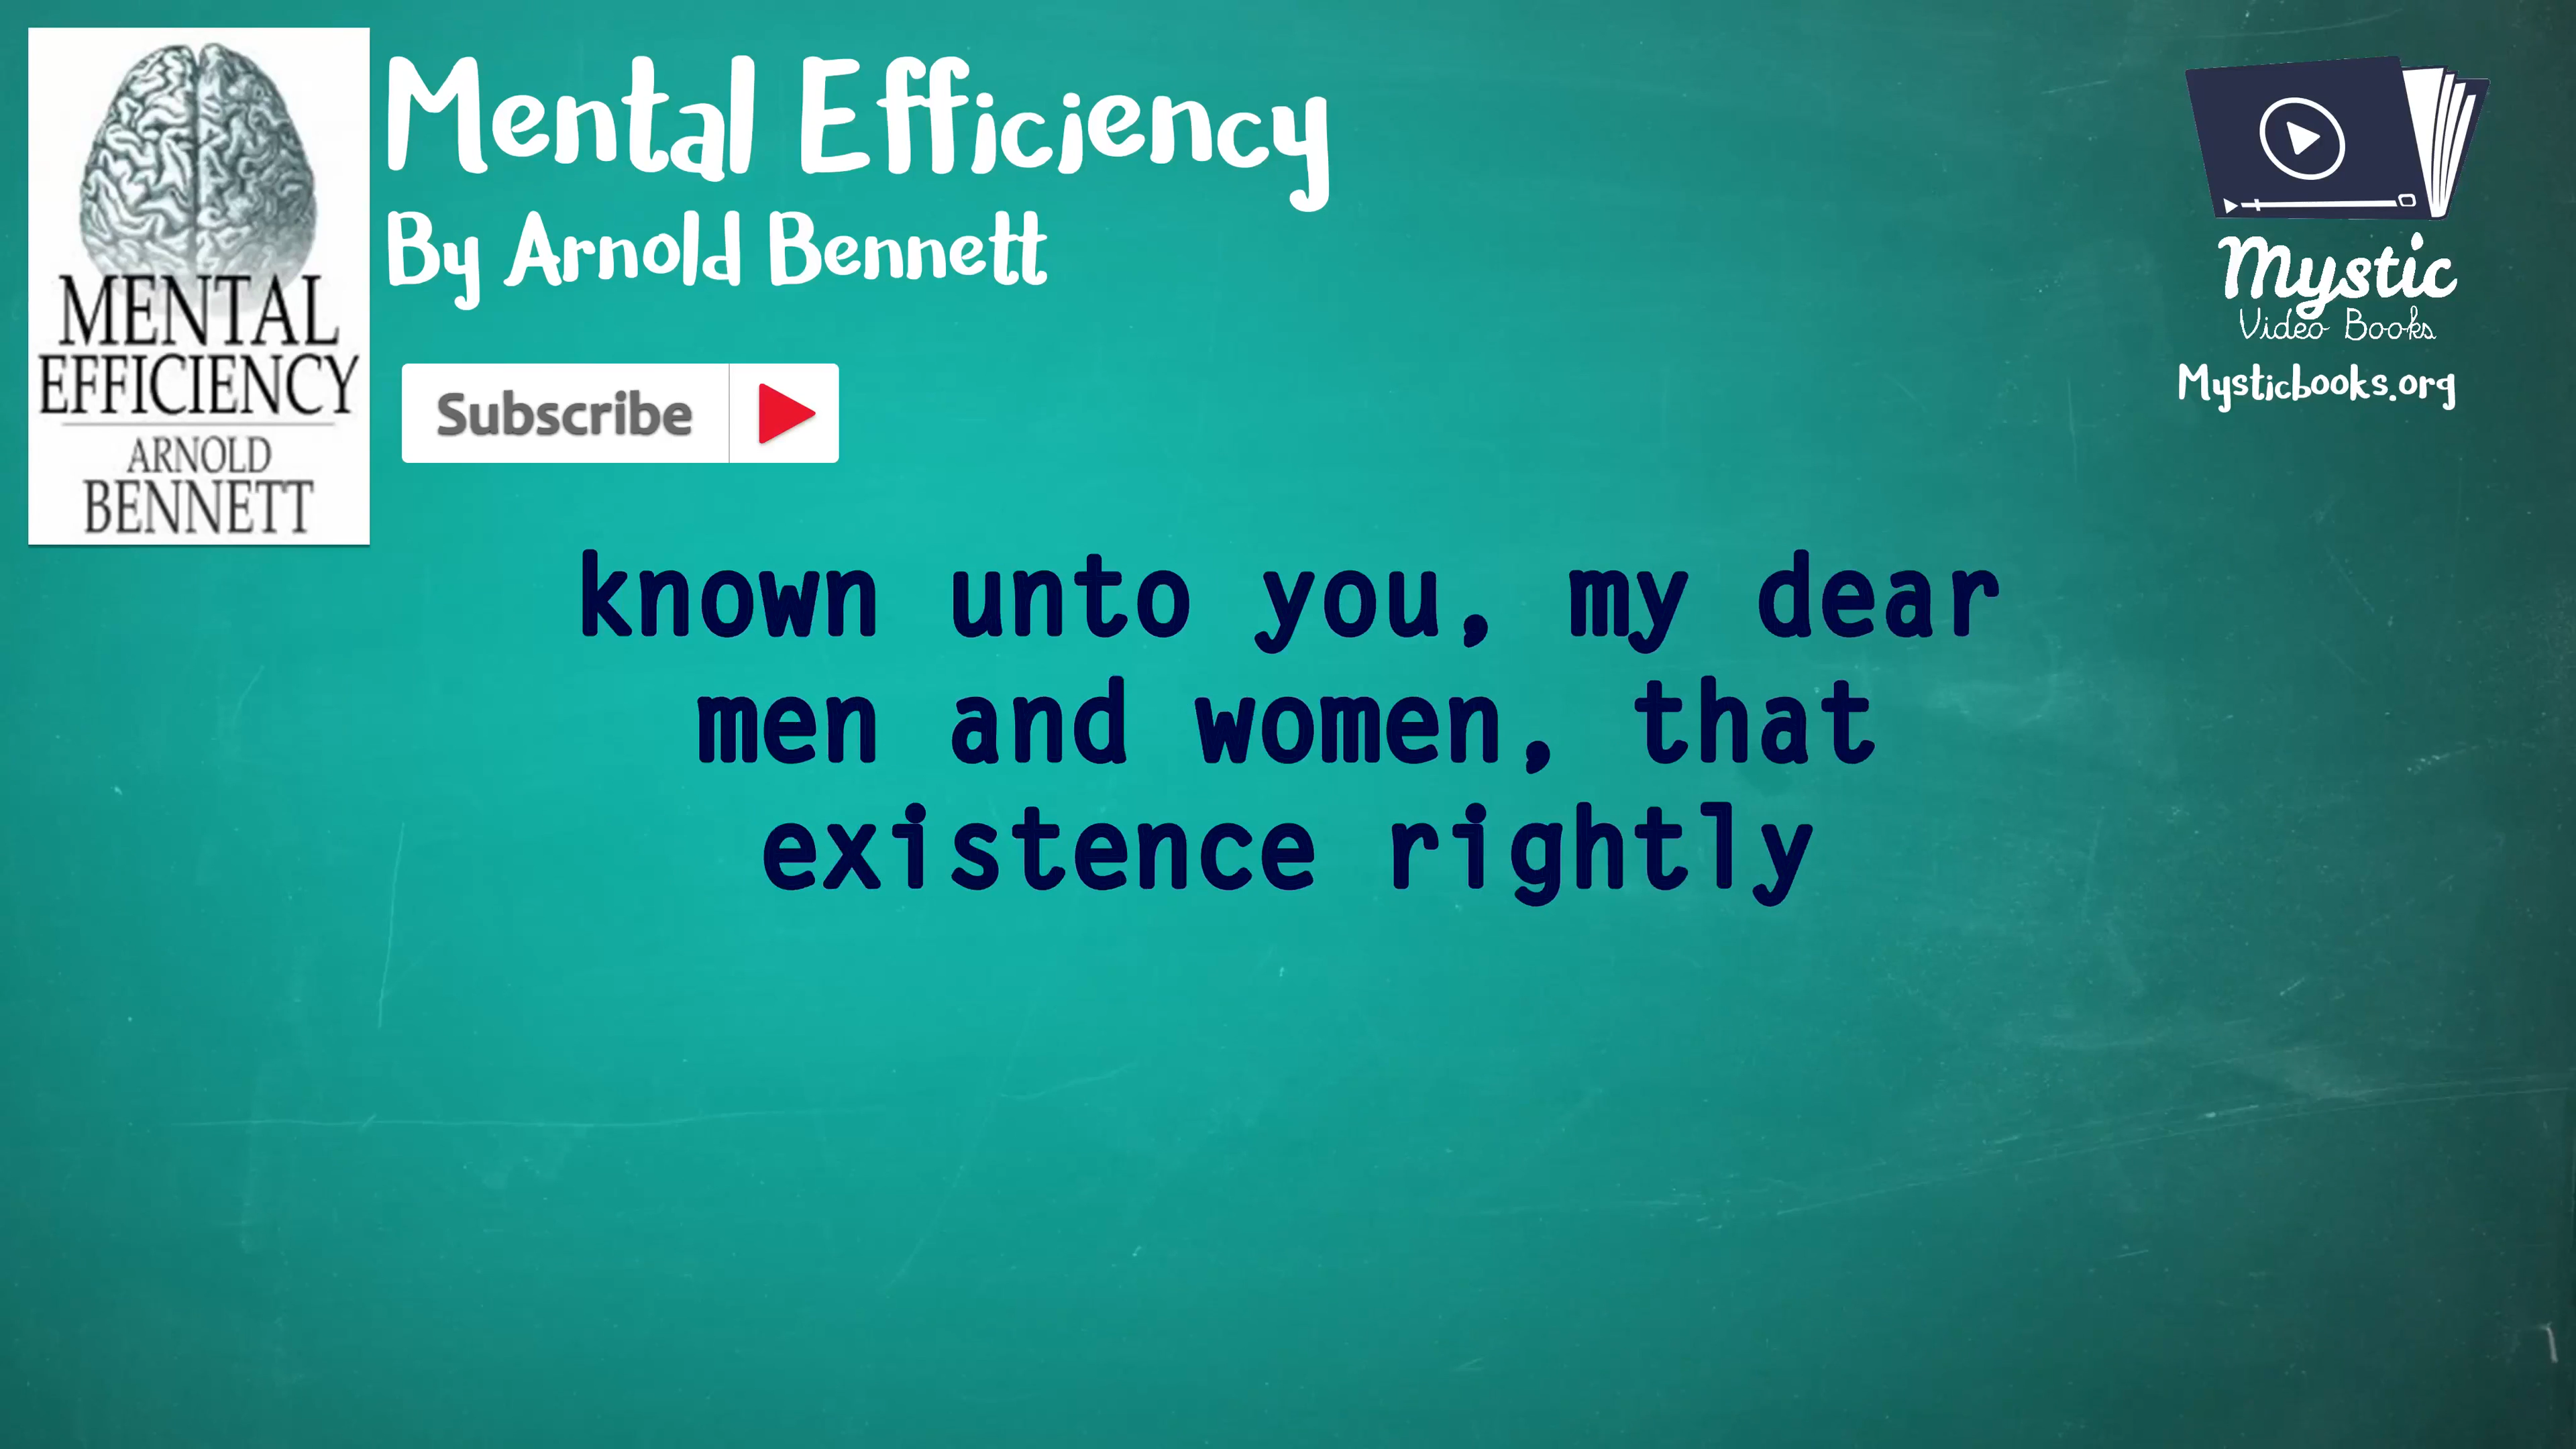 MENTAL
EFFICIENCY
ARNOLD
BENNETT
Mental Efficiency
By Arnold Bennett
Subscribe
Mystic
Video Books
Mysticbooks.org
known unto you, my dear
men and women, that
existence rightly